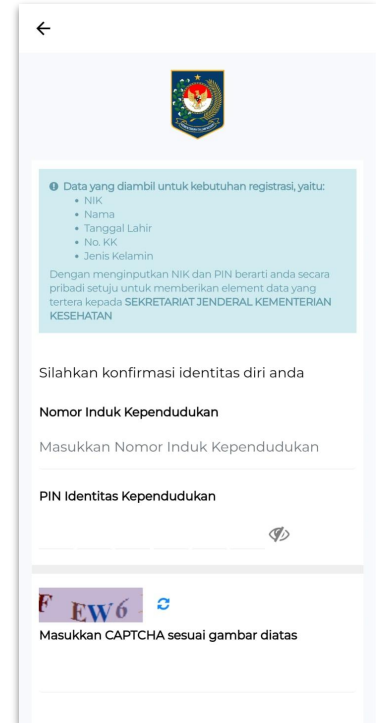 Data yang diambil untuk kebutuhan registrasi, yaitu:
• NIK
• Nama
• Tanggal Lahir
• No. KK
• Jenis Kelamin
Dengan menginputkan NIK dan PIN berarti anda secara
pribadi setuju untuk memberikan element data yang
tertera kepada SEKRETARIAT JENDERAL KEMENTERIAN
KESEHATAN
Silahkan konfirmasi identitas diri anda
Nomor Induk Kependudukan
Masukkan Nomor Induk Kependudukan
PIN Identitas Kependudukan
F EW6
Masukkan CAPTCHA sesuai gambar diatas